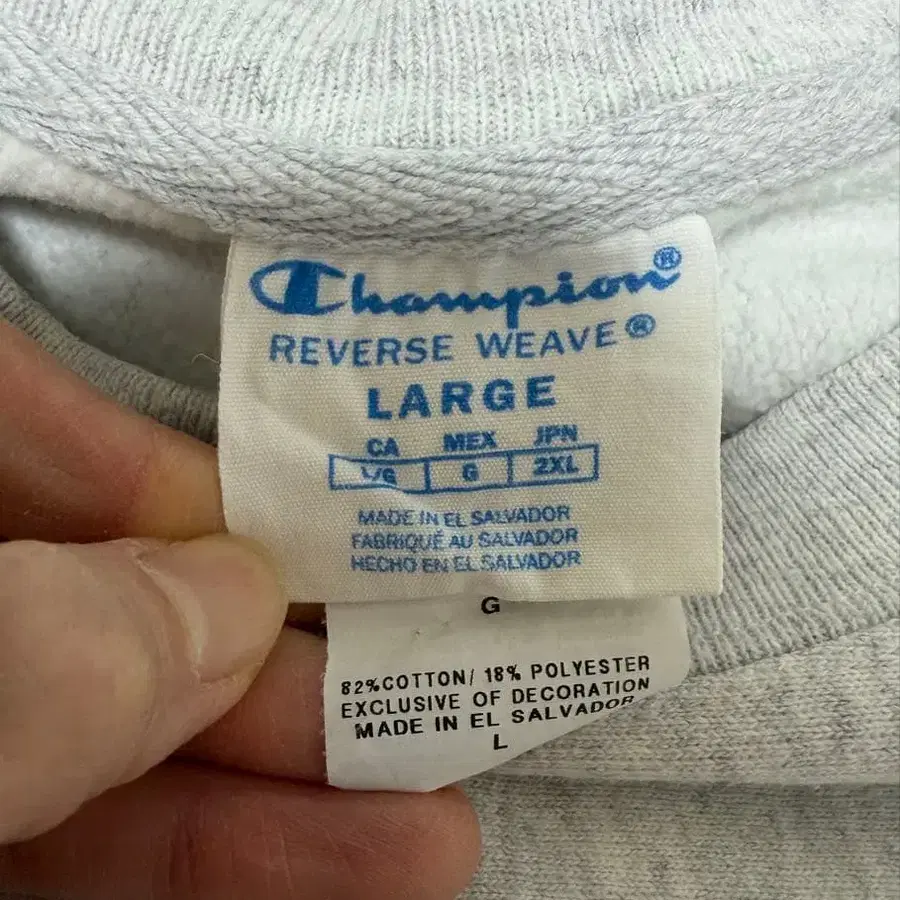 Champion®
REVERSE WEAVE®
LARGE
CA MEX JPN
L/G G 2XL
MADE IN EL SALVADOR
FABRIQUÉ AU SALVADOR
HECHO EN EL SALVADOR
G
82%COTTON/ 18% POLYESTER
EXCLUSIVE OF DECORATION
MADE IN EL SALVADOR
L